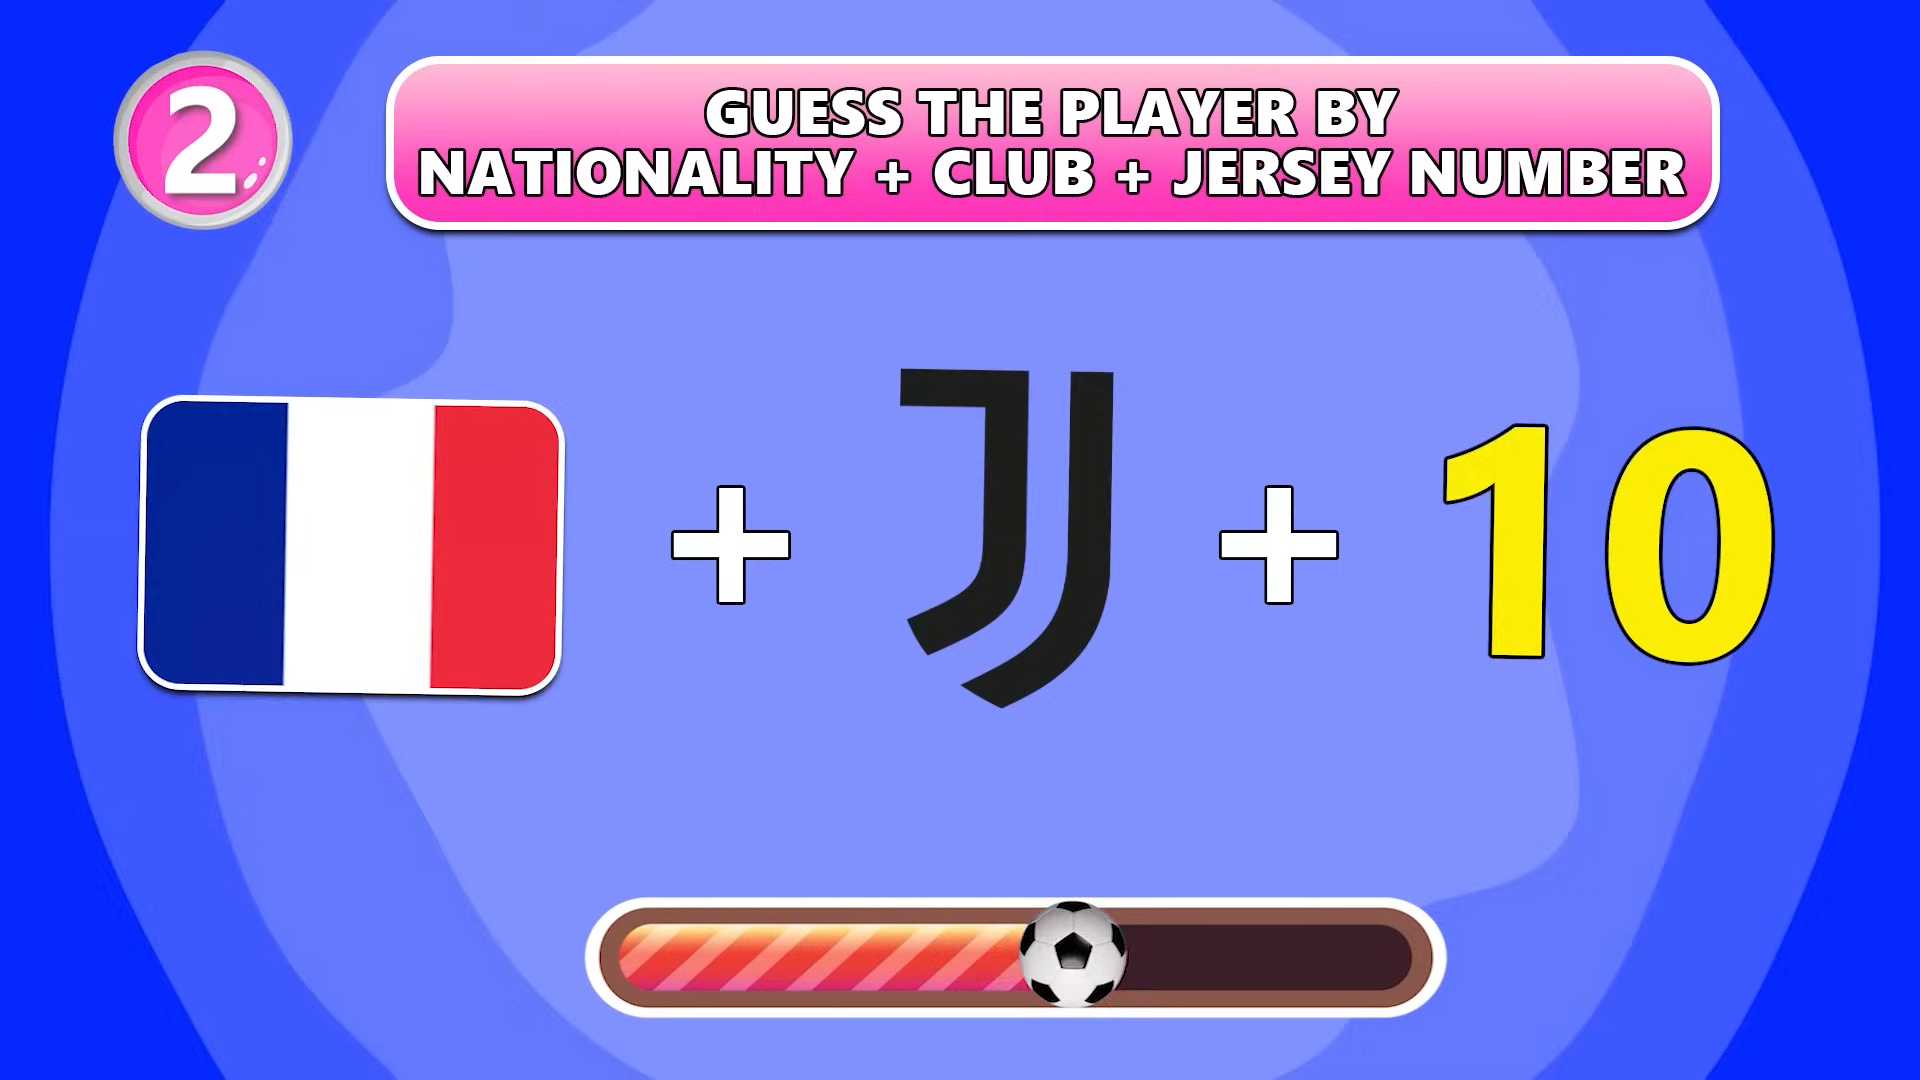 2
GUESS THE PLAYER BY
NATIONALITY + CLUB + JERSEY NUMBER
+ + 10